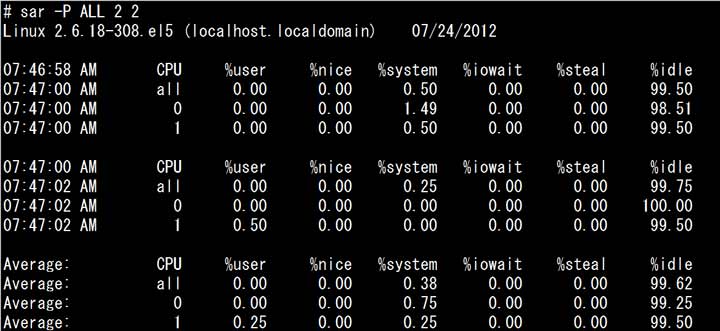 # sar -P ALL 2 2
Linux 2.6.18-308.el5 (localhost.localdomain) 07/24/2012
07:46:58 AM CPU %user %nice %system %iowait %steal %idle
07:47:00 AM all 0.00 0.00 0.50 0.00 0.00 99.50
07:47:00 AM 0 0.00 0.00 1.49 0.00 0.00 98.51
07:47:00 AM 1 0.00 0.00 0.50 0.00 0.00 99.50
07:47:00 AM CPU %user %nice %system %iowait %steal %idle
07:47:02 AM all 0.00 0.00 0.25 0.00 0.00 99.75
07:47:02 AM 0 0.00 0.00 0.00 0.00 0.00 100.00
07:47:02 AM 1 0.50 0.00 0.00 0.00 0.00 99.50
Average: CPU %user %nice %system %iowait %steal %idle
Average: all 0.00 0.00 0.38 0.00 0.00 99.62
Average: 0 0.00 0.00 0.75 0.00 0.00 99.25
Average: 1 0.25 0.00 0.25 0.00 0.00 99.50